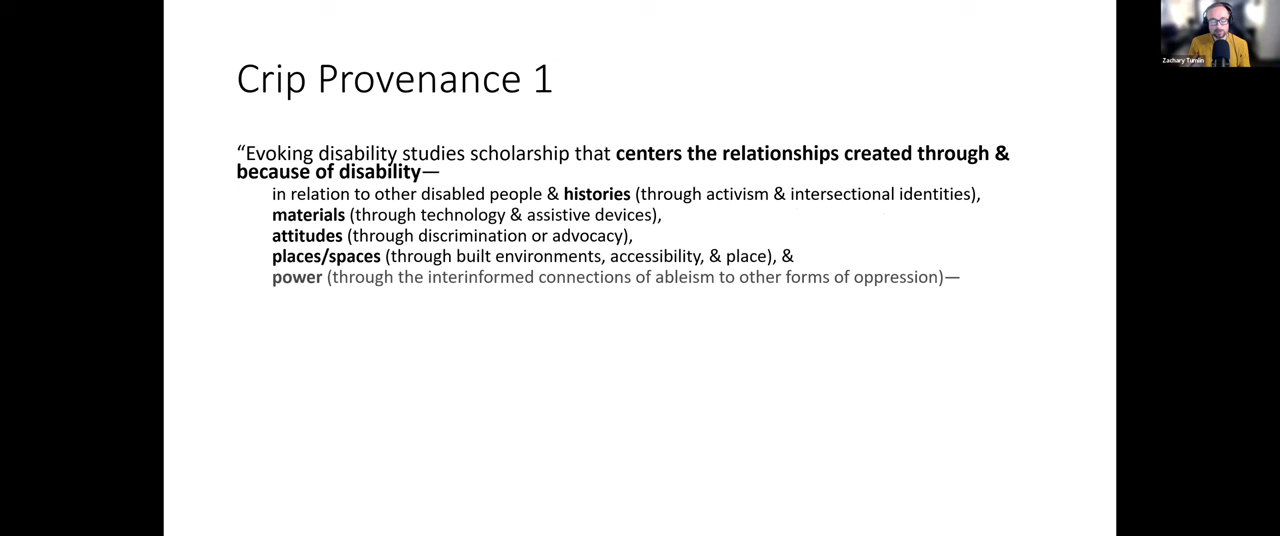 Crip Provenance 1
“Evoking disability studies scholarship that centers the relationships created through &
because of disability—
in relation to other disabled people & histories (through activism & intersectional identities),
materials (through technology & assistive devices),
attitudes (through discrimination or advocacy),
places/spaces (through built environments, accessibility, & place), &
power (through the interinformed connections of ableism to other forms of oppression)—
Zachary Tumlin